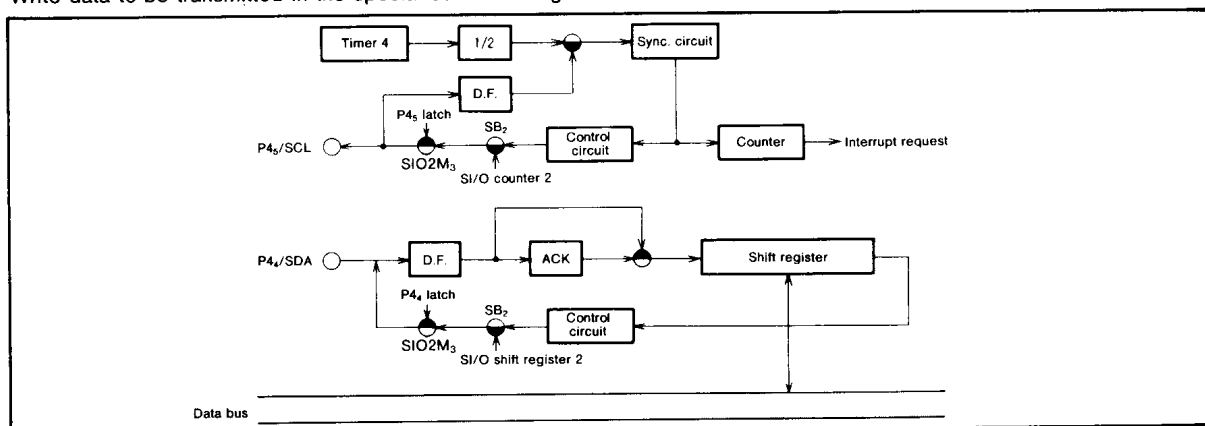 Timer 4
1/2
Sync. circuit
D.F.
P4₅ latch
SB₂
Control
circuit
Counter
Interrupt request
P4₅/SCL
SIO2M₃
SI/O counter 2
P4₄/SDA
D.F.
ACK
Shift register
P4₄ latch
SB₂
Control
circuit
SIO2M₃
SI/O shift register 2
Data bus